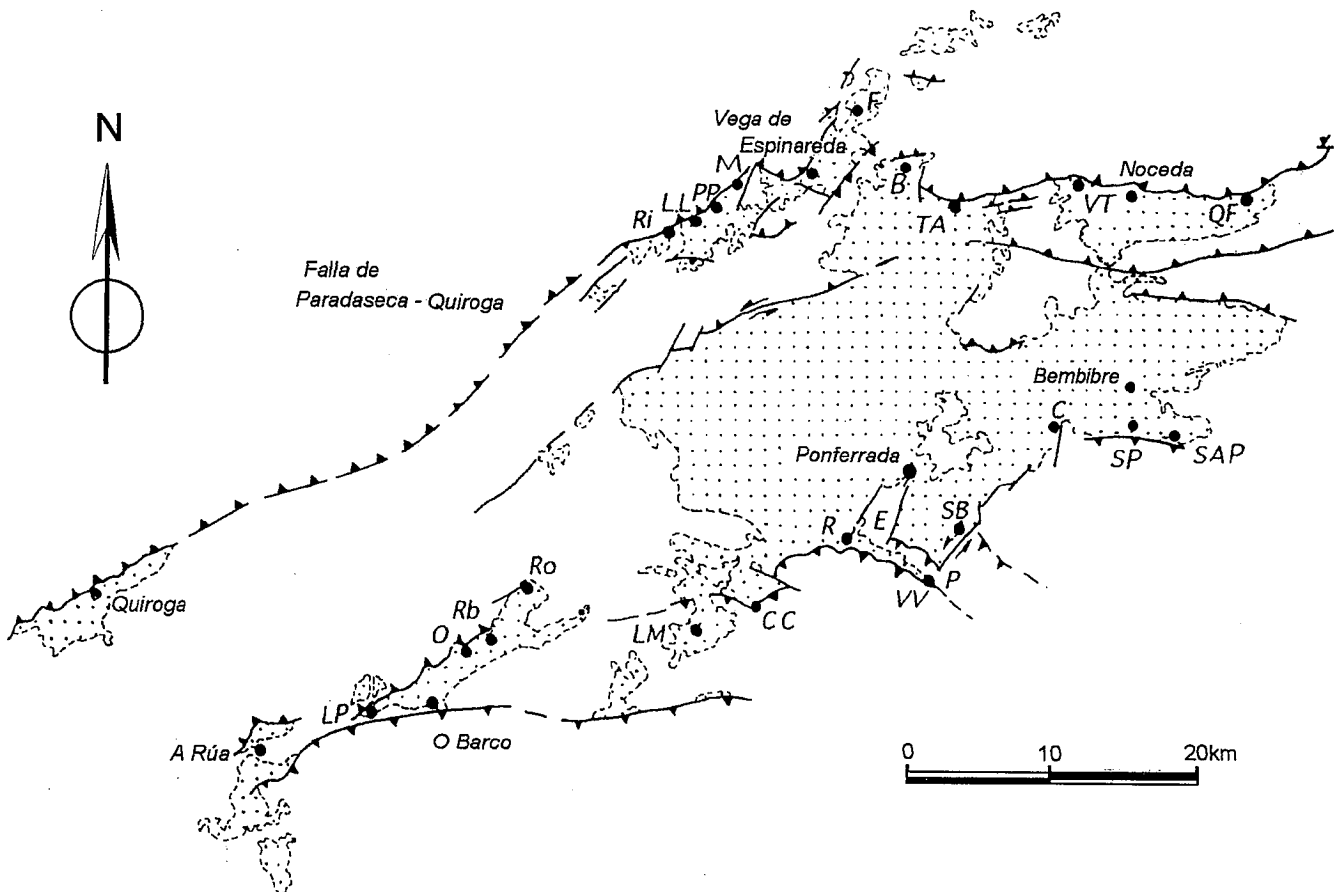 N
F
Vega de
Espinareda
M
B
Noceda
PP
LL
Ri
TA
VT
QF
Falla de
Paradaseca - Quiroga
Bembibre
C
SP
SAP
Ponferrada
R
E
SB
P
VV
CC
LM
Quiroga
Ro
Rb
O
LP
O Barco
A Rúa
0 10 20km